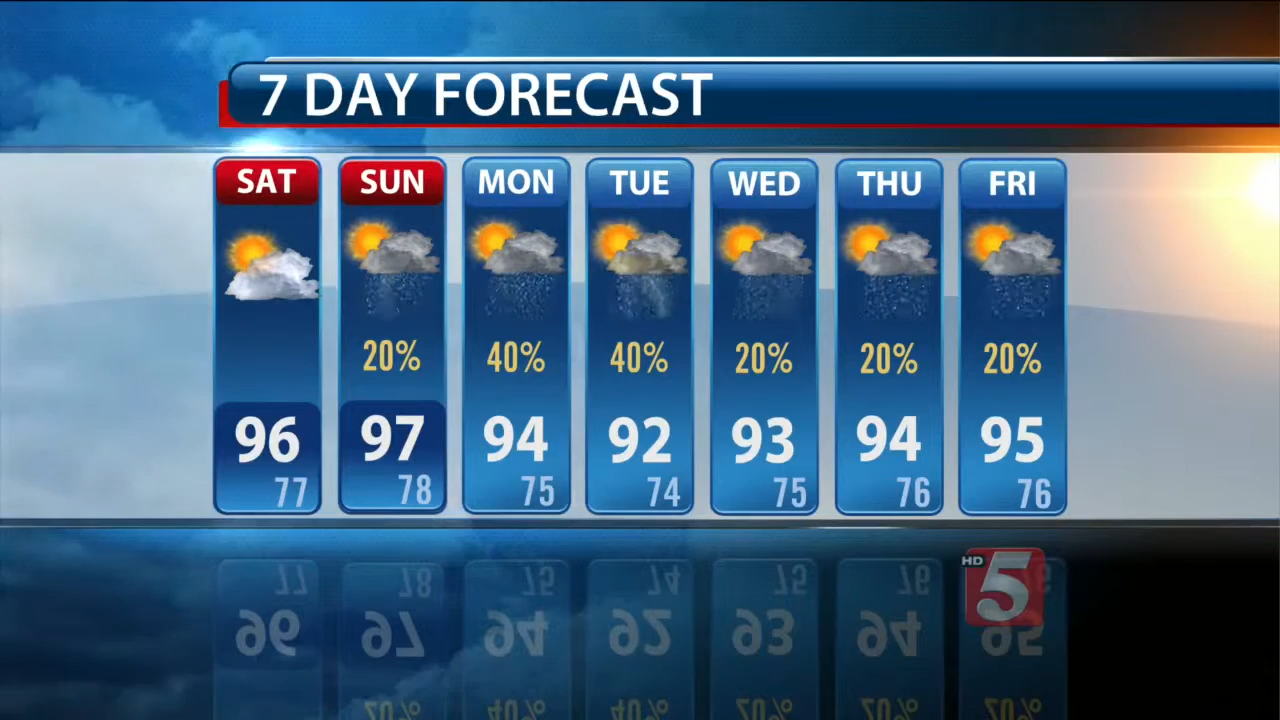 7 DAY FORECAST
SAT SUN MON TUE WED THU FRI
20% 40% 40% 20% 20% 20%
96 97 94 92 93 94 95
77 78 75 74 75 76 76
HD 5